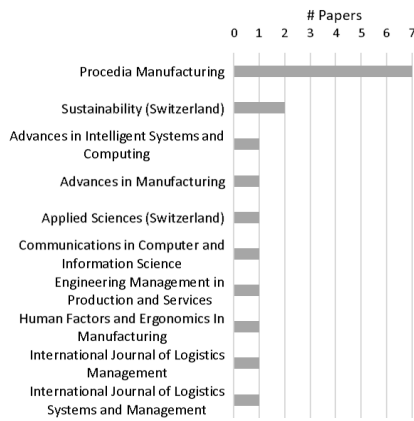 # Papers
0 1 2 3 4 5 6 7
Procedia Manufacturing
Sustainability (Switzerland)
Advances in Intelligent Systems and
Computing
Advances in Manufacturing
Applied Sciences (Switzerland)
Communications in Computer and
Information Science
Engineering Management in
Production and Services
Human Factors and Ergonomics In
Manufacturing
International Journal of Logistics
Management
International Journal of Logistics
Systems and Management